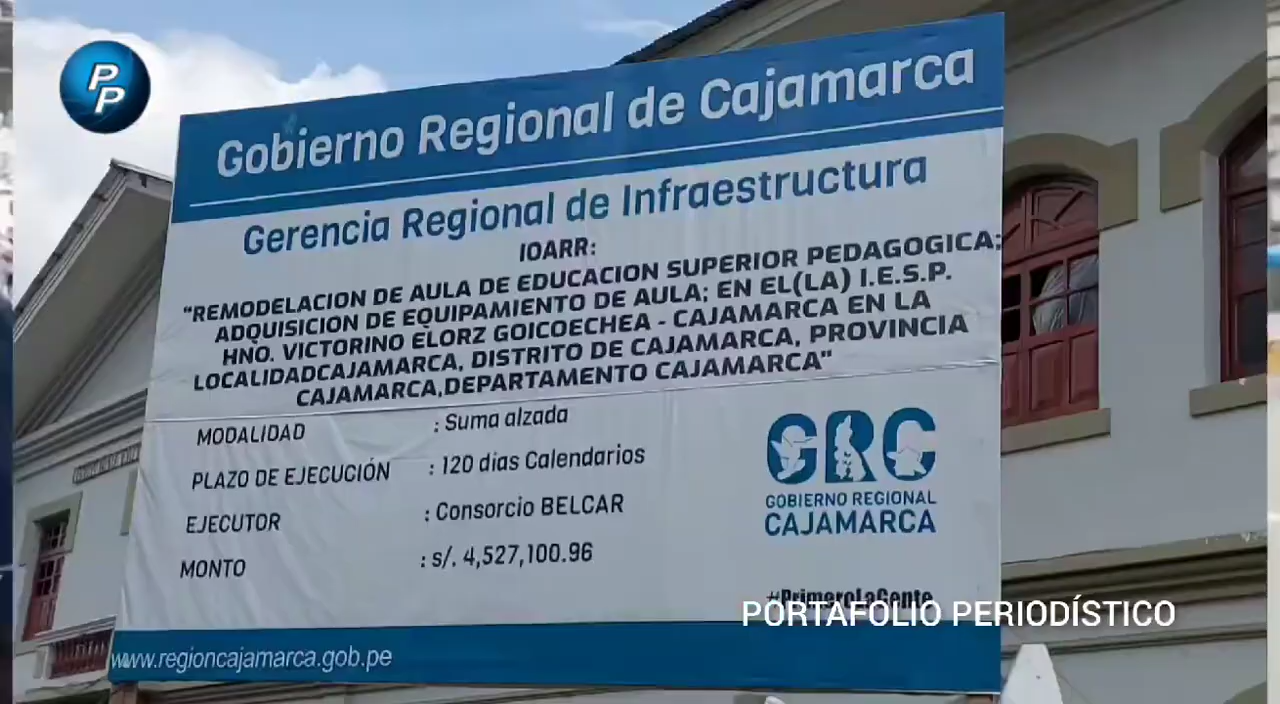 PP
Gobierno Regional de Cajamarca
Gerencia Regional de Infraestructura
IOARR:
"REMODELACION DE AULA DE EDUCACION SUPERIOR PEDAGOGICA;
ADQUISICION DE EQUIPAMIENTO DE AULA; EN EL(LA) I.E.S.P.
HNO. VICTORINO ELORZ GOICOECHEA - CAJAMARCA EN LA
LOCALIDADCAJAMARCA, DISTRITO DE CAJAMARCA, PROVINCIA
CAJAMARCA,DEPARTAMENTO CAJAMARCA"
MODALIDAD : Suma alzada
PLAZO DE EJECUCIÓN : 120 dias Calendarios
EJECUTOR : Consorcio BELCAR
MONTO : s/. 4,527,100.96
GRC
GOBIERNO REGIONAL
CAJAMARCA
#PrimeroLaGente
PORTAFOLIO PERIODÍSTICO
www.regioncajamarca.gob.pe